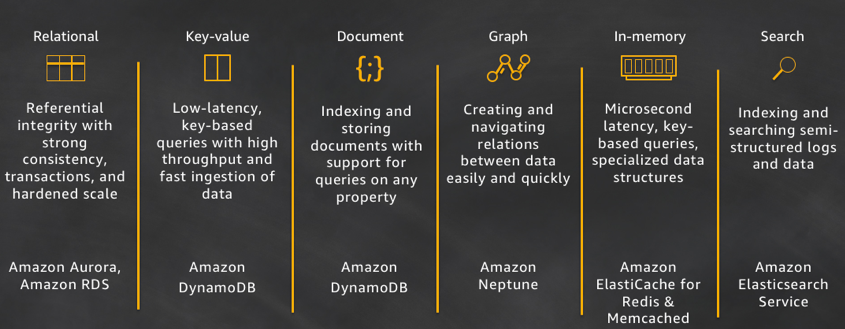 Relational
Referential
integrity with
strong
consistency,
transactions, and
hardened scale
Amazon Aurora,
Amazon RDS
Key-value
Low-latency,
key-based
queries with high
throughput and
fast ingestion of
data
Amazon
DynamoDB
Document
{;}
Indexing and
storing
documents with
support for
queries on any
property
Amazon
DynamoDB
Graph
Creating and
navigating
relations
between data
easily and quickly
Amazon
Neptune
In-memory
Microsecond
latency, key-
based queries,
specialized data
structures
Amazon
ElastiCache for
Redis &
Memcached
Search
Indexing and
searching semi-
structured logs
and data
Amazon
Elasticsearch
Service